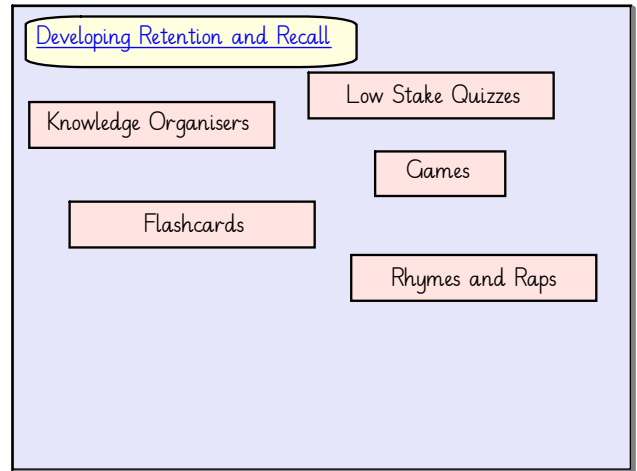 Developing Retention and Recall
Low Stake Quizzes
Knowledge Organisers
Games
Flashcards
Rhymes and Raps